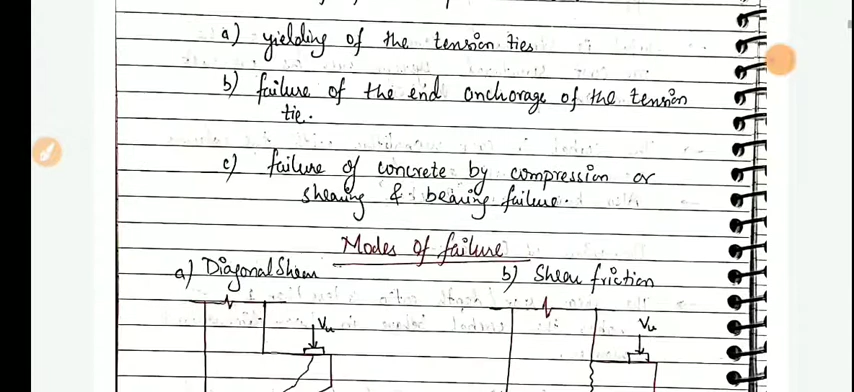 a) yielding of the tension ties
b) failure of the end anchorage of the tension
tie.
c) failure of concrete by compression or
shearing & bearing failure.
Modes of failure
a) Diagonal Shear
b) Shear friction
Vu
Vu